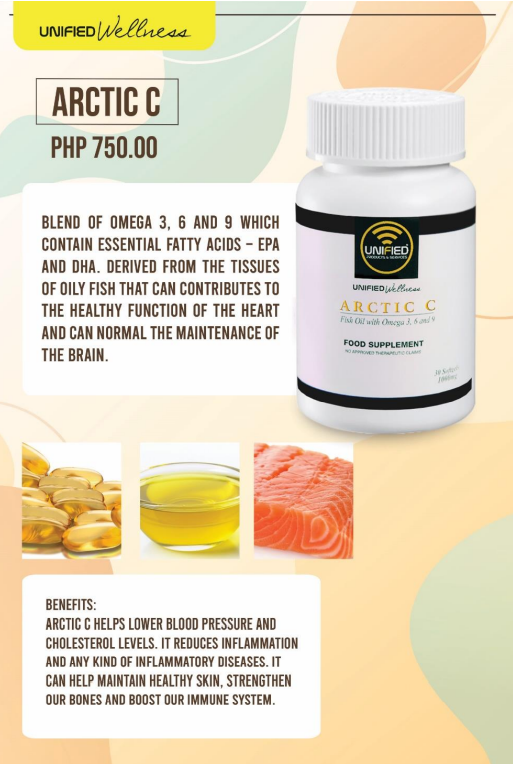 UNIFIED Wellness
ARCTIC C
PHP 750.00
BLEND OF OMEGA 3, 6 AND 9 WHICH
CONTAIN ESSENTIAL FATTY ACIDS – EPA
AND DHA. DERIVED FROM THE TISSUES
OF OILY FISH THAT CAN CONTRIBUTES TO
THE HEALTHY FUNCTION OF THE HEART
AND CAN NORMAL THE MAINTENANCE OF
THE BRAIN.
UNIFIED
PRODUCTS & SERVICES
UNIFIED Wellness
ARCTIC C
Fish Oil with Omega 3, 6 and 9
FOOD SUPPLEMENT
NO APPROVED THERAPEUTIC CLAIMS
30 Softgels
1000mg
BENEFITS:
ARCTIC C HELPS LOWER BLOOD PRESSURE AND
CHOLESTEROL LEVELS. IT REDUCES INFLAMMATION
AND ANY KIND OF INFLAMMATORY DISEASES. IT
CAN HELP MAINTAIN HEALTHY SKIN, STRENGTHEN
OUR BONES AND BOOST OUR IMMUNE SYSTEM.